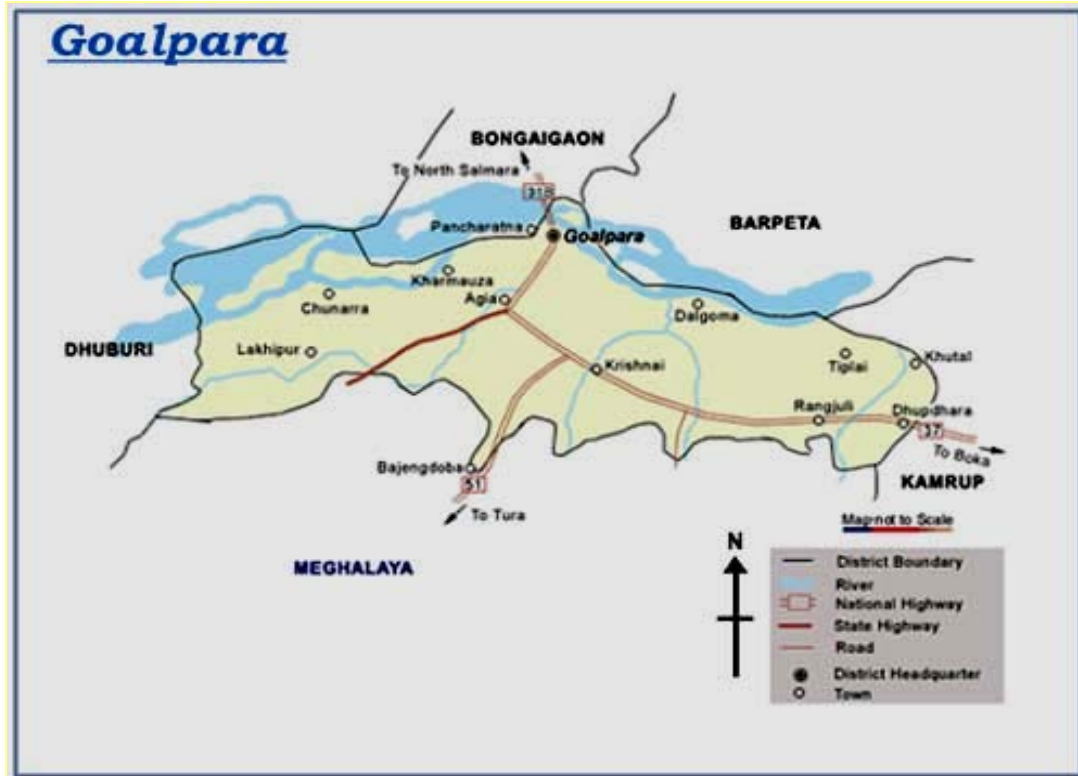 Goalpara
BONGAIGAON
To North Salmara
31B
Pancharatna
Goalpara
BARPETA
Kharmauza
Agia
Chunarra
Dalgoma
DHUBURI
Lakhipur
Krishnai
Tiplai
Khutal
Rangjuli
Dhupdhara
37
To Boka
Bajengdoba
51
KAMRUP
To Tura
Map not to Scale
MEGHALAYA
N
District Boundary
River
National Highway
State Highway
Road
District Headquarter
Town